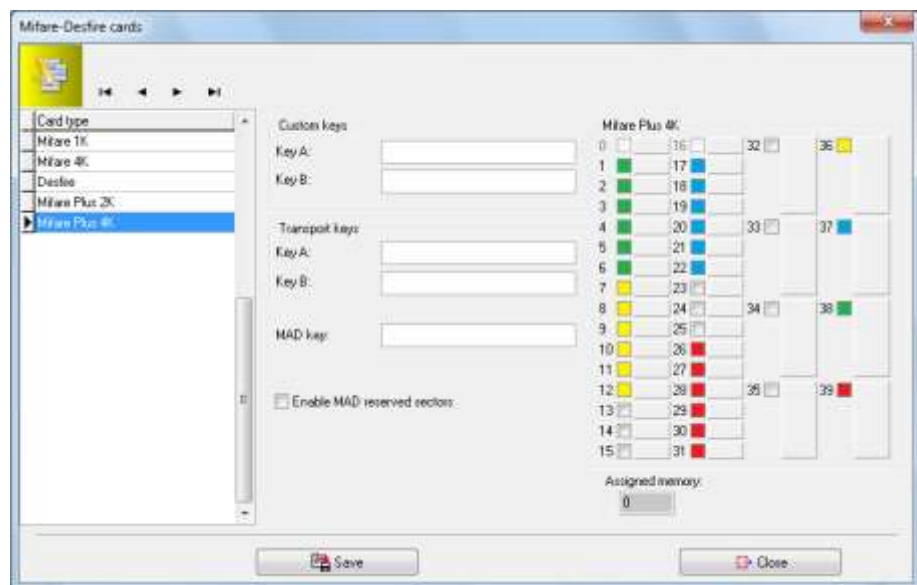 Mifare-Desfire cards
Card type
Mifare 1K
Mifare 4K
Desfire
Mifare Plus 2K
Mifare Plus 4K
Custom keys
Key A:
Key B:
Transport keys
Key A:
Key B:
MAD key:
Enable MAD reserved sectors
Mifare Plus 4K
0 16 32 36
1 17
2 18
3 19
4 20 33 37
5 21
6 22
7 23
8 24 34 38
9 25
10 26
11 27
12 28 35 39
13 29
14 30
15 31
Assigned memory:
0
Save
Close